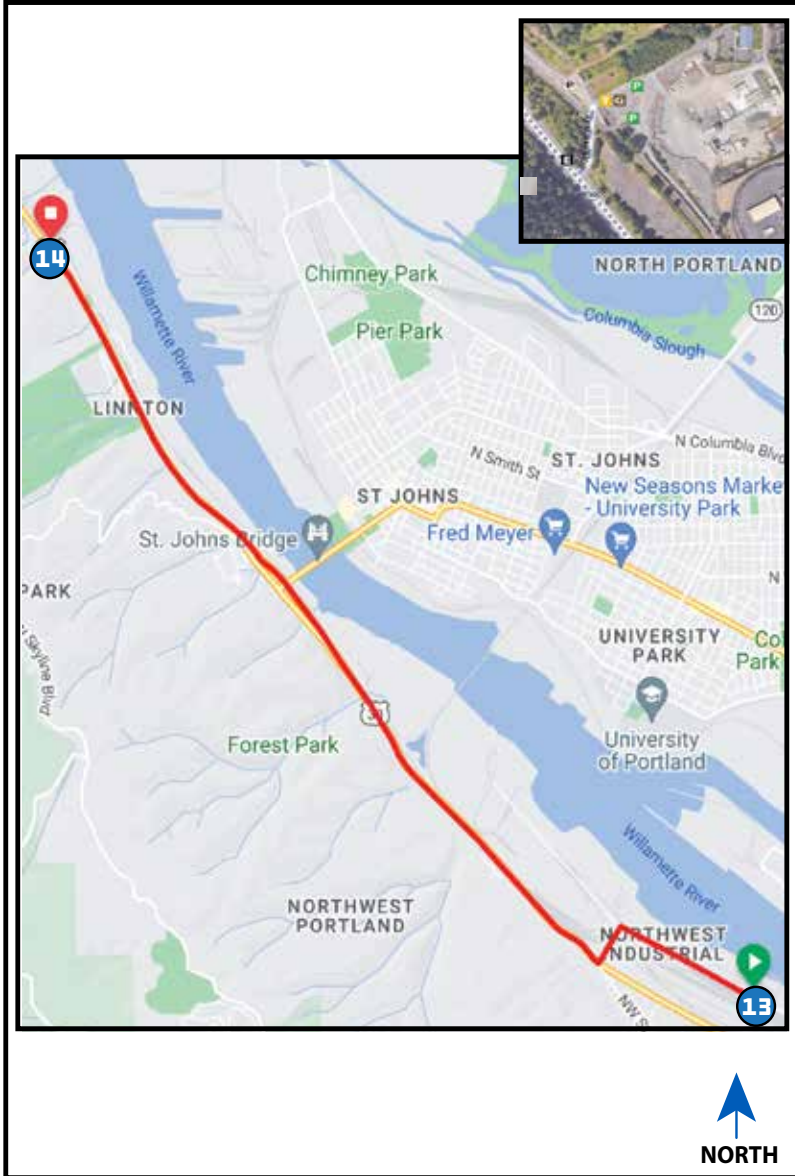 P
P
P
NORTH PORTLAND
14
120
Chimney Park
Willamette River
Columbia Slough
Pier Park
LINNTON
N Columbia Blvd
N Smith St
ST. JOHNS
ST JOHNS
New Seasons Market
- University Park
Fred Meyer
St. Johns Bridge
PARK
N
UNIVERSITY
PARK
Co
Park
Skyline Blvd
30
University
of Portland
Forest Park
Willamette River
NORTHWEST
PORTLAND
NORTHWEST
INDUSTRIAL
NW S
13
NORTH